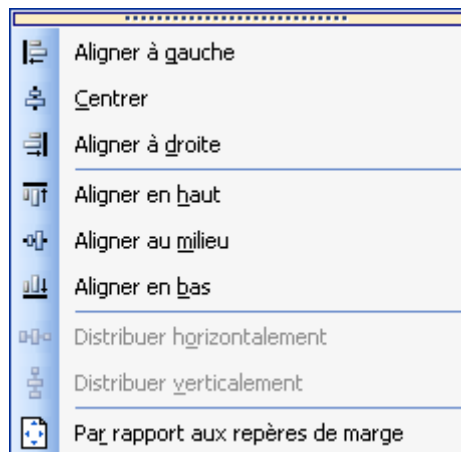 Aligner à gauche
Centrer
Aligner à droite
Aligner en haut
Aligner au milieu
Aligner en bas
Distribuer horizontalement
Distribuer verticalement
Par rapport aux repères de marge